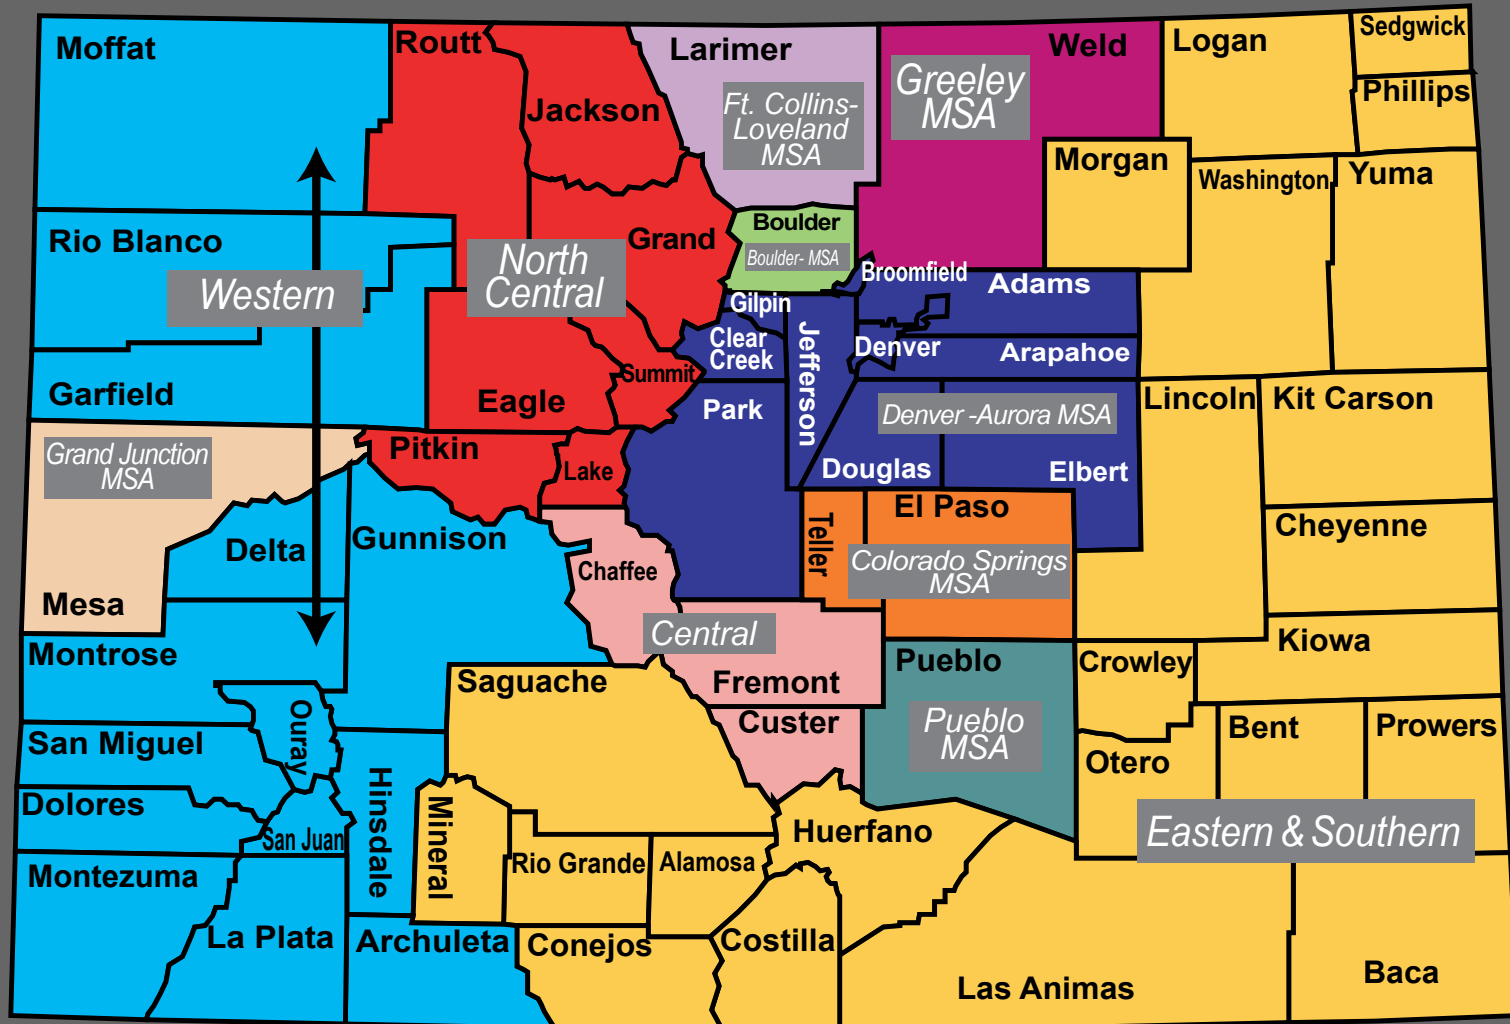 Moffat
Routt
Jackson
Larimer
Ft. Collins-
Loveland
MSA
Greeley
MSA
Weld
Logan
Sedgwick
Phillips
Morgan
Washington
Yuma
Rio Blanco
Western
North
Central
Grand
Boulder
Boulder- MSA
Broomfield
Adams
Gilpin
Clear
Creek
Jefferson
Denver
Arapahoe
Garfield
Eagle
Summit
Park
Denver -Aurora MSA
Lincoln
Kit Carson
Grand Junction
MSA
Pitkin
Lake
Douglas
Elbert
Mesa
Delta
Gunnison
Chaffee
Teller
El Paso
Colorado Springs
MSA
Cheyenne
Montrose
Central
Kiowa
Saguache
Fremont
Pueblo
Crowley
Ouray
San Miguel
Custer
Pueblo
MSA
Otero
Bent
Prowers
Dolores
San Juan
Hinsdale
Mineral
Rio Grande
Alamosa
Huerfano
Eastern & Southern
Montezuma
La Plata
Archuleta
Conejos
Costilla
Las Animas
Baca